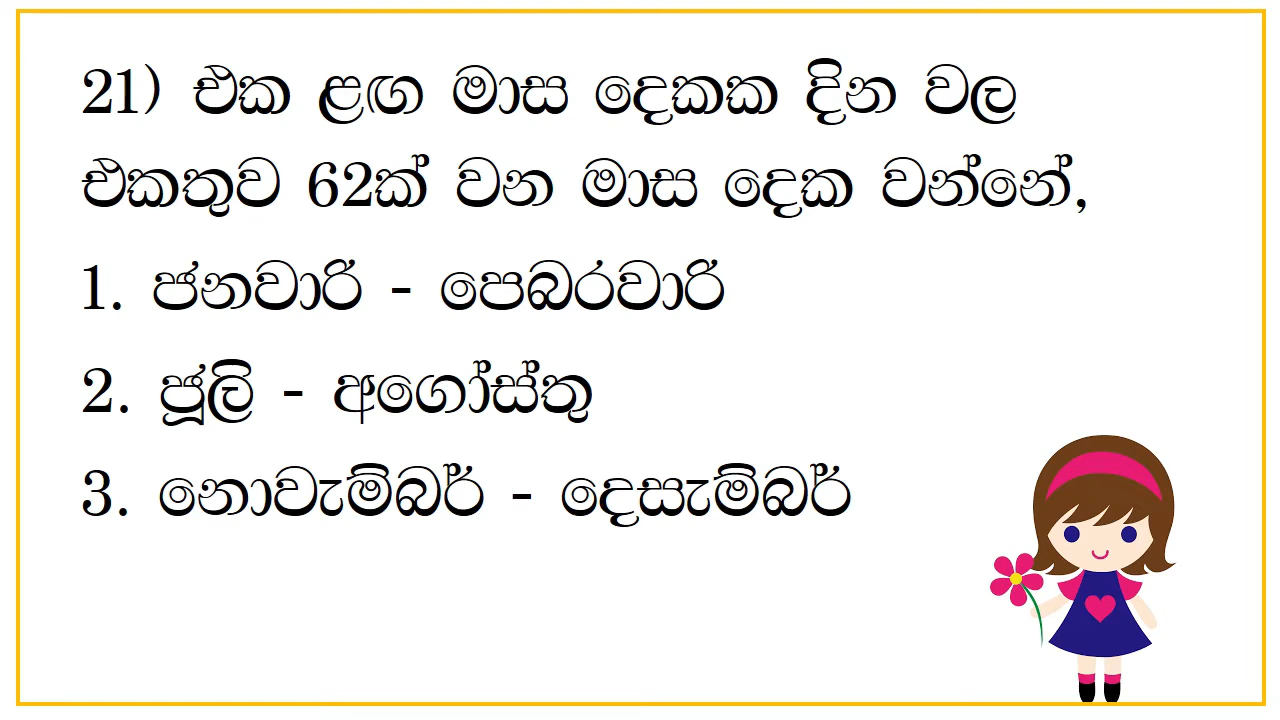 21) එක ළඟ මාස දෙකක දින වල
එකතුව 62ක් වන මාස දෙක වන්නේ,
1. ජනවාරි - පෙබරවාරි
2. ජූලි - අගෝස්තු
3. නොවැම්බර් - දෙසැම්බර්